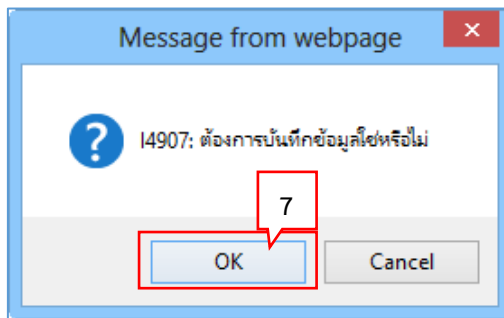 Message from webpage
I4907: ต้องการบันทึกข้อมูลใช่หรือไม่
7
OK
Cancel